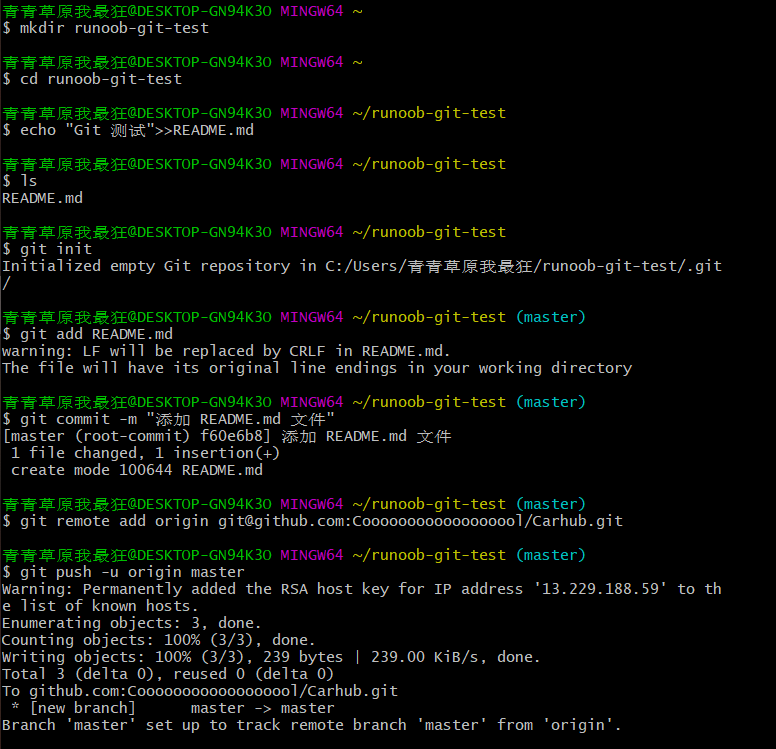 青青草原我最狂@DESKTOP-GN94K3O MINGW64 ~
$ mkdir runoob-git-test
青青草原我最狂@DESKTOP-GN94K3O MINGW64 ~
$ cd runoob-git-test
青青草原我最狂@DESKTOP-GN94K3O MINGW64 ~/runoob-git-test
$ echo "Git 测试">>README.md
青青草原我最狂@DESKTOP-GN94K3O MINGW64 ~/runoob-git-test
$ ls
README.md
青青草原我最狂@DESKTOP-GN94K3O MINGW64 ~/runoob-git-test
$ git init
Initialized empty Git repository in C:/Users/青青草原我最狂/runoob-git-test/.git
/
青青草原我最狂@DESKTOP-GN94K3O MINGW64 ~/runoob-git-test (master)
$ git add README.md
warning: LF will be replaced by CRLF in README.md.
The file will have its original line endings in your working directory
青青草原我最狂@DESKTOP-GN94K3O MINGW64 ~/runoob-git-test (master)
$ git commit -m "添加 README.md 文件"
[master (root-commit) f60e6b8] 添加 README.md 文件
 1 file changed, 1 insertion(+)
 create mode 100644 README.md
青青草原我最狂@DESKTOP-GN94K3O MINGW64 ~/runoob-git-test (master)
$ git remote add origin git@github.com:Cooooooooooooooooool/Carhub.git
青青草原我最狂@DESKTOP-GN94K3O MINGW64 ~/runoob-git-test (master)
$ git push -u origin master
Warning: Permanently added the RSA host key for IP address '13.229.188.59' to th
e list of known hosts.
Enumerating objects: 3, done.
Counting objects: 100% (3/3), done.
Writing objects: 100% (3/3), 239 bytes | 239.00 KiB/s, done.
Total 3 (delta 0), reused 0 (delta 0)
To github.com:Cooooooooooooooooool/Carhub.git
 * [new branch]      master -> master
Branch 'master' set up to track remote branch 'master' from 'origin'.